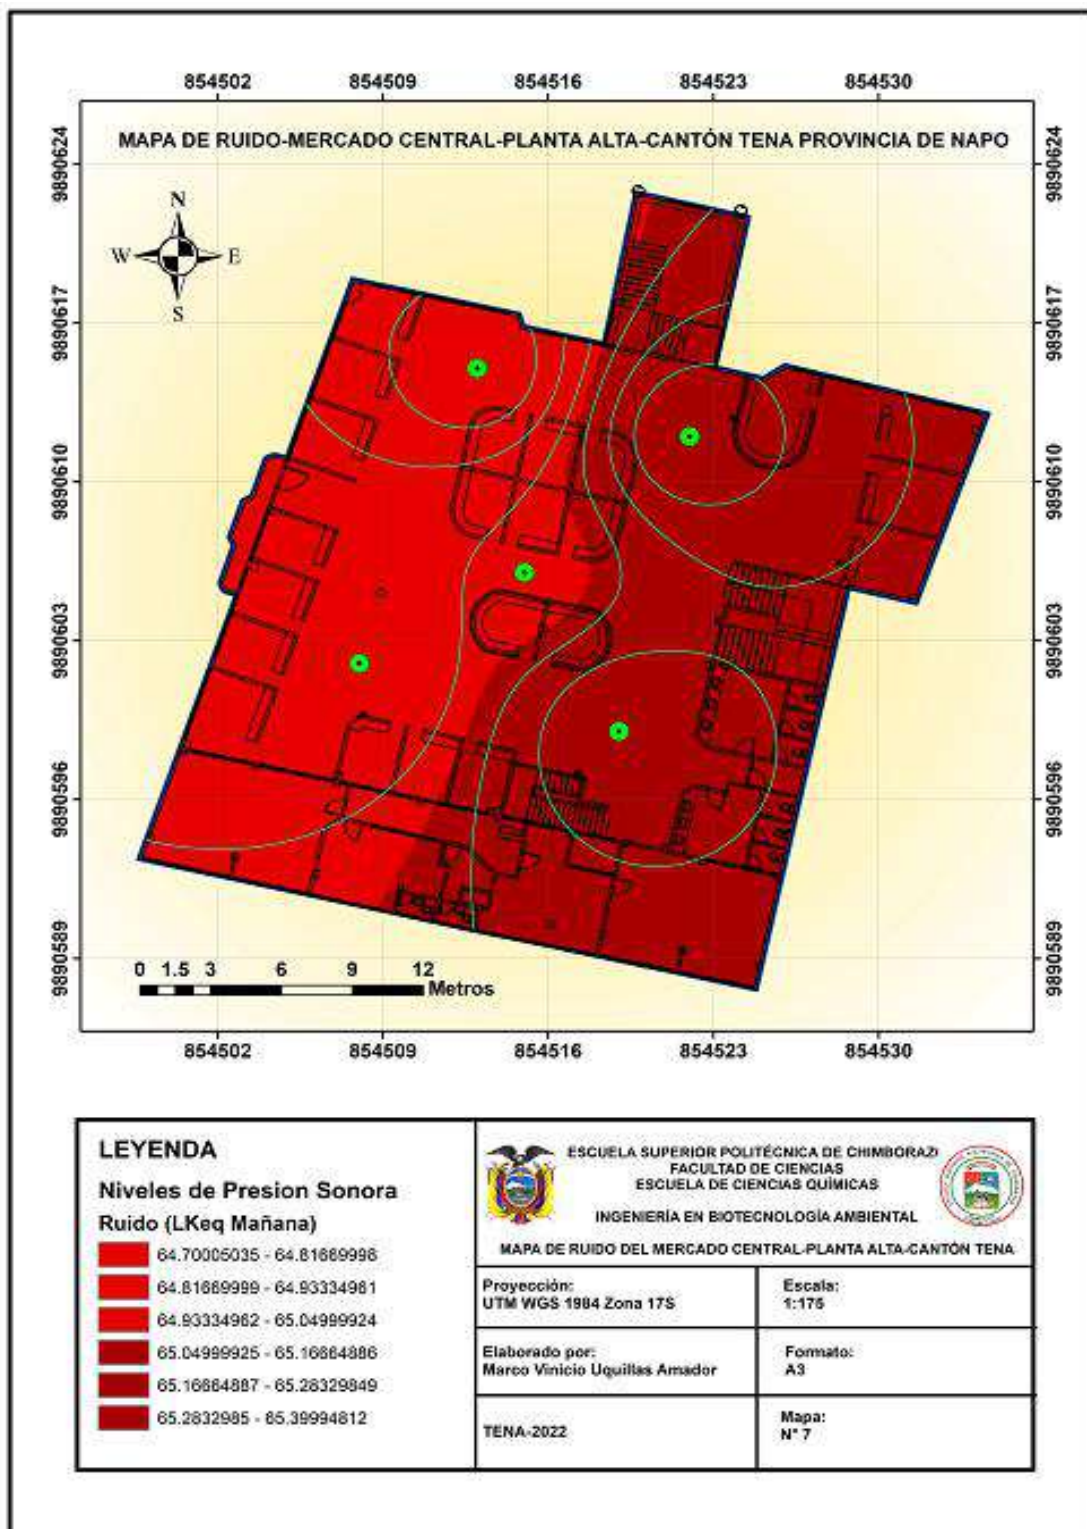 854502 854509 854516 854523 854530
MAPA DE RUIDO-MERCADO CENTRAL-PLANTA ALTA-CANTÓN TENA PROVINCIA DE NAPO
9890624 9890624
N
W E
S
9890617 9890617
9890610 9890610
9890603 9890603
9890596 9890596
9890589 9890589
0 1.5 3 6 9 12
Metros
854502 854509 854516 854523 854530
LEYENDA
Niveles de Presion Sonora
Ruido (LKeq Mañana)
64.70005035 - 64.81669998
64.81669999 - 64.93334961
64.93334962 - 65.04999924
65.04999925 - 65.16664886
65.16664887 - 65.28329849
65.2832985 - 65.39994812
ESCUELA SUPERIOR POLITÉCNICA DE CHIMBORAZ
FACULTAD DE CIENCIAS
ESCUELA DE CIENCIAS QUÍMICAS
INGENIERÍA EN BIOTECNOLOGÍA AMBIENTAL
MAPA DE RUIDO DEL MERCADO CENTRAL-PLANTA ALTA-CANTÓN TENA
Proyección:
UTM WGS 1984 Zona 17S
Escala:
1:175
Elaborado por:
Marco Vinicio Uquillas Amador
Formato:
A3
TENA-2022
Mapa:
N° 7